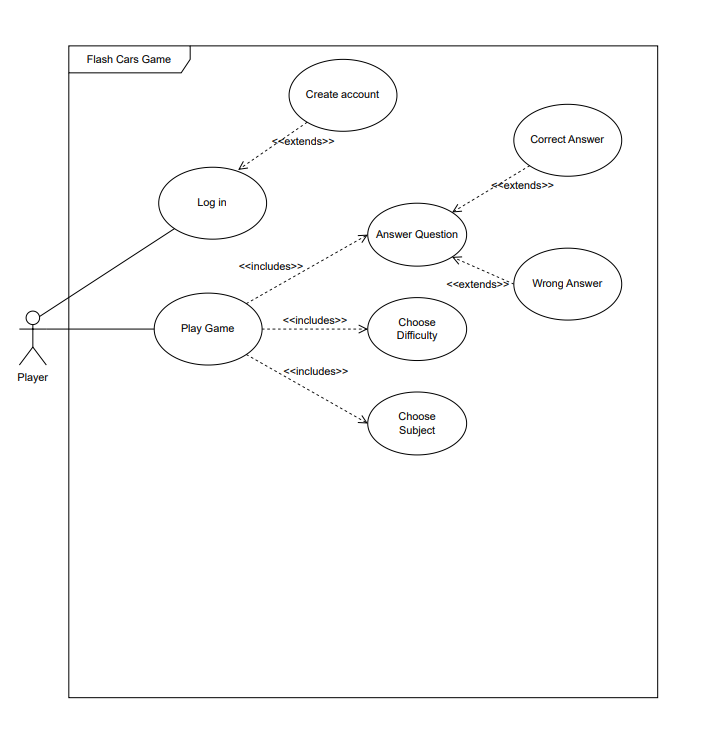 Flash Cars Game
Create account
<<extends>>
Correct Answer
<<extends>>
Log in
Answer Question
<<includes>>
<<extends>>
Wrong Answer
<<includes>>
Play Game
Choose
Difficulty
Player
<<includes>>
Choose
Subject